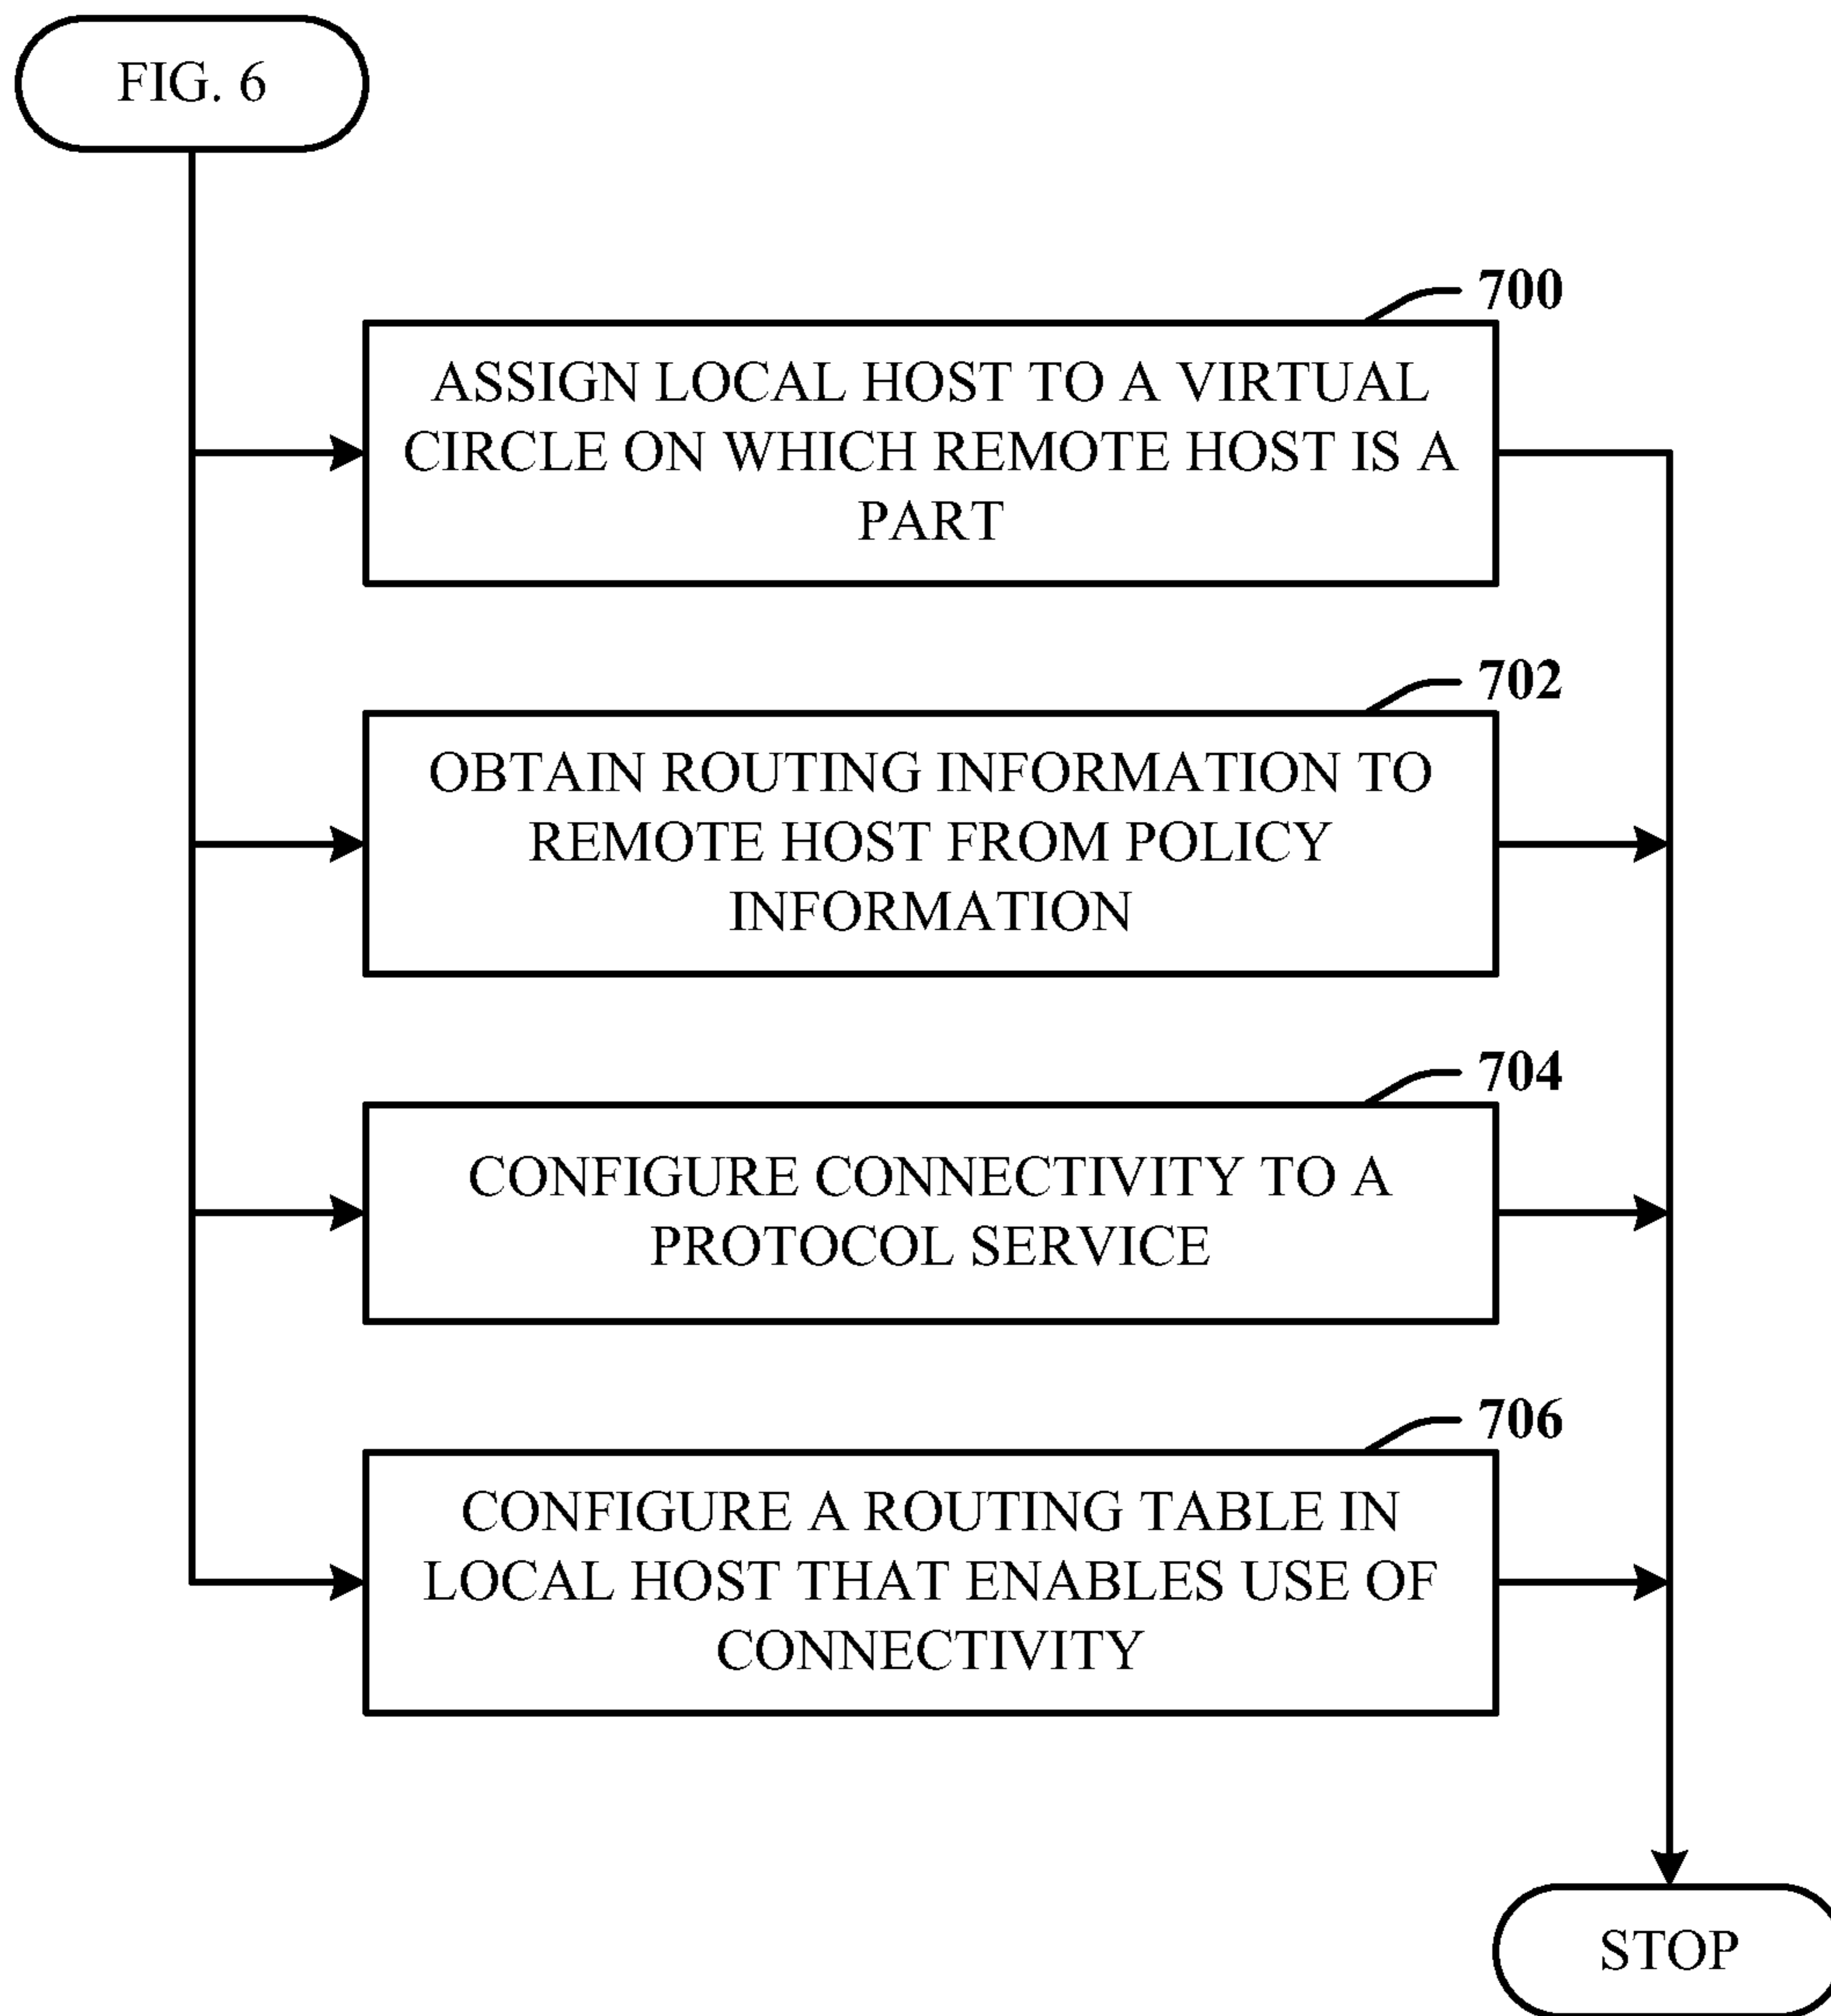 FIG. 6
700
ASSIGN LOCAL HOST TO A VIRTUAL
CIRCLE ON WHICH REMOTE HOST IS A
PART
702
OBTAIN ROUTING INFORMATION TO
REMOTE HOST FROM POLICY
INFORMATION
704
CONFIGURE CONNECTIVITY TO A
PROTOCOL SERVICE
706
CONFIGURE A ROUTING TABLE IN
LOCAL HOST THAT ENABLES USE OF
CONNECTIVITY
STOP